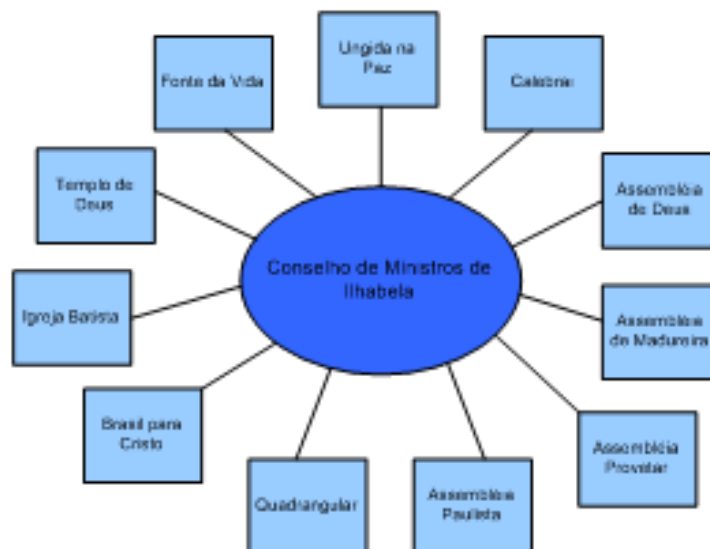 Ungida na
Paz
Fonte da Vida
Celebrai
Templo de
Deus
Assembléia
de Deus
Conselho de Ministros de
Ilhabela
Igreja Batista
Assembléia
de Madureira
Brasil para
Cristo
Assembléia
Quadrangular
Assembléia
Paulista